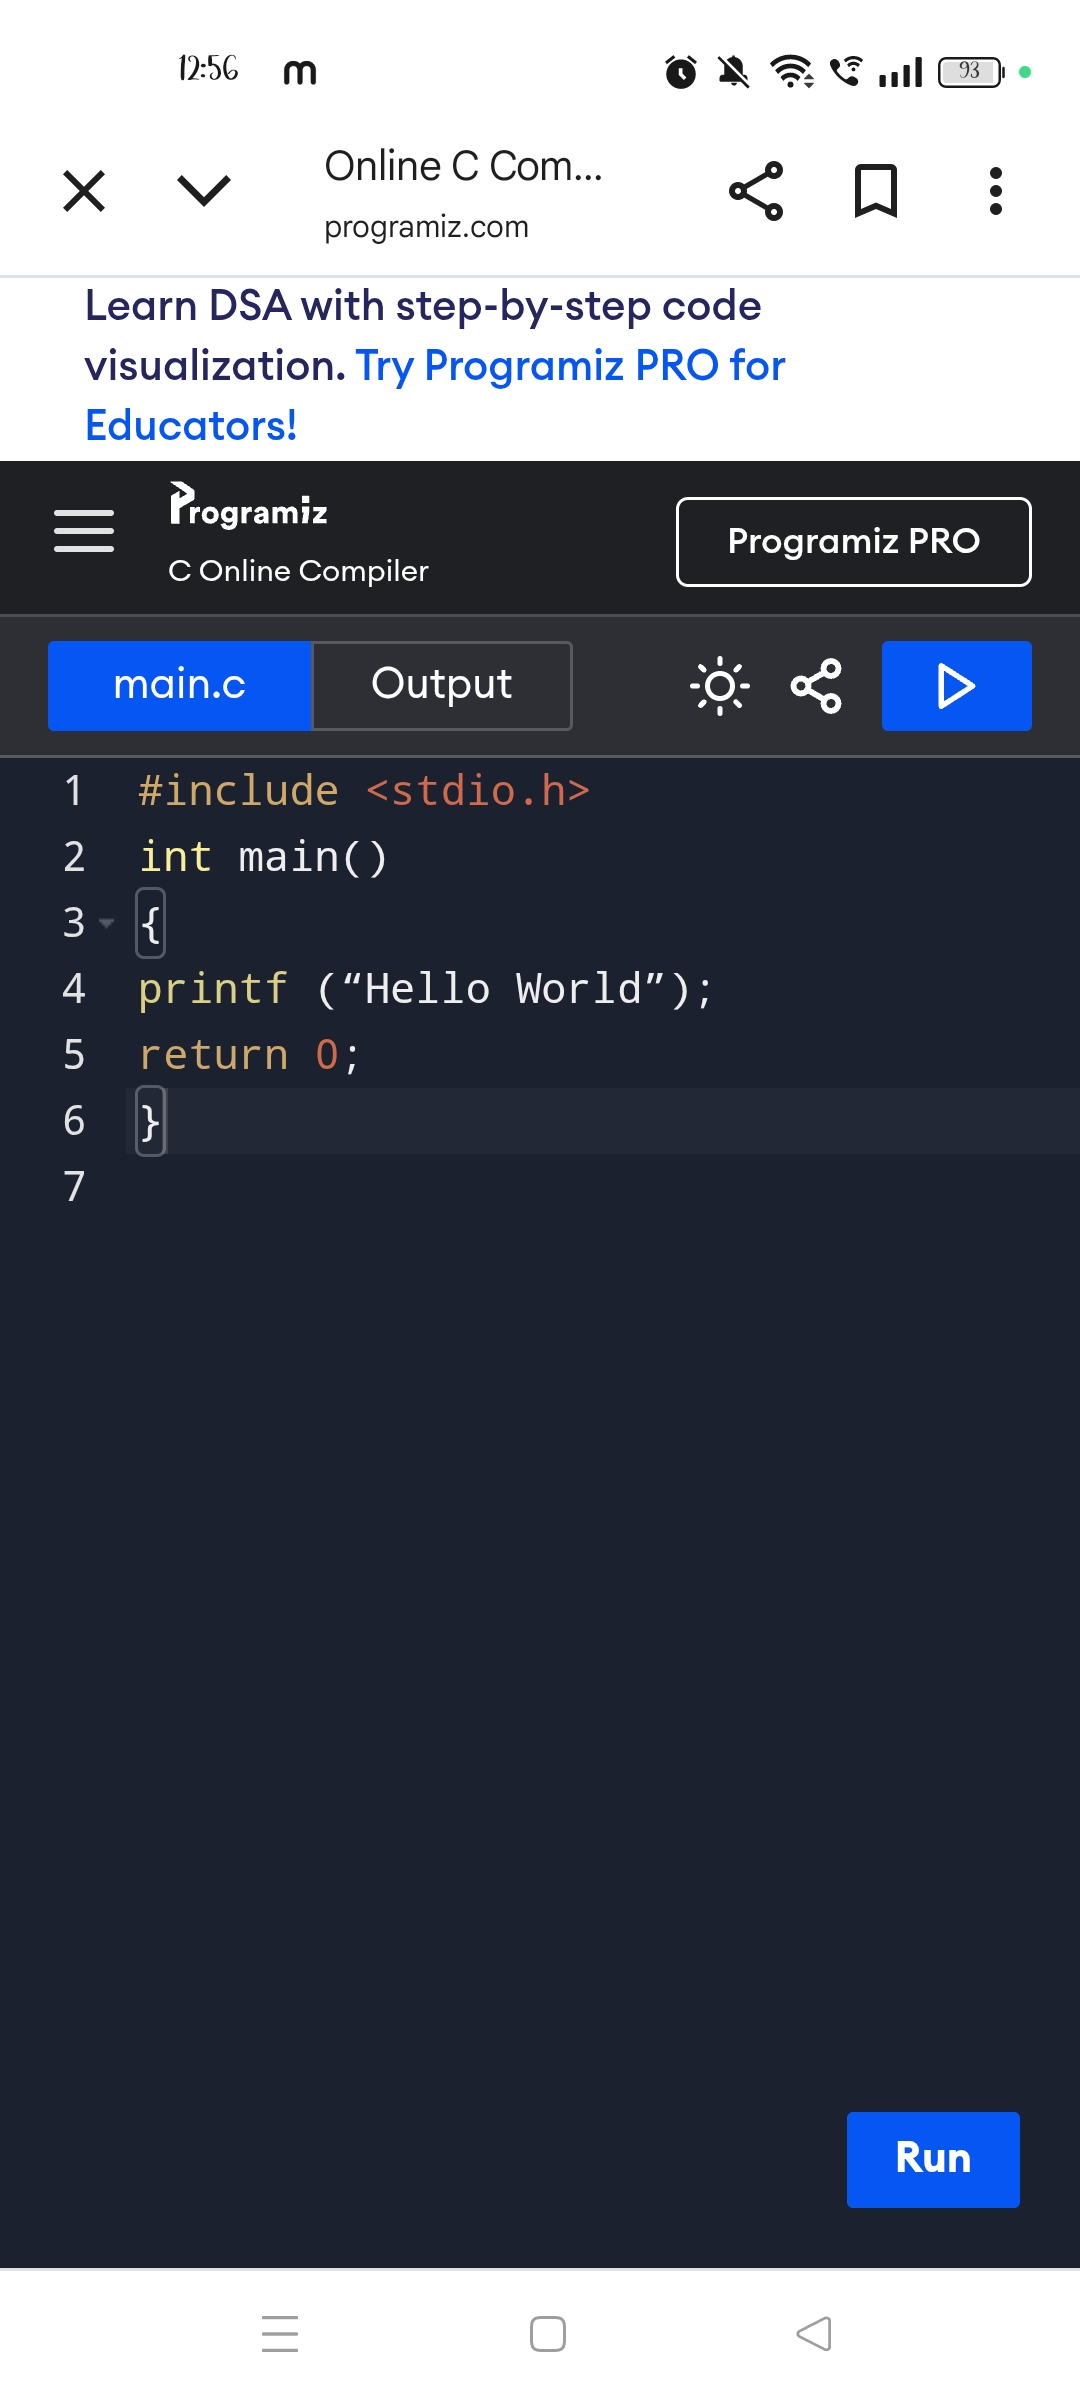 12:56 m 93
Online C Com...
programiz.com
Learn DSA with step-by-step code
visualization. Try Programiz PRO for
Educators!
Programiz
C Online Compiler
Programiz PRO
main.c Output
1 #include <stdio.h>
2 int main()
3 {
4 printf (“Hello World”);
5 return 0;
6 }
7
Run